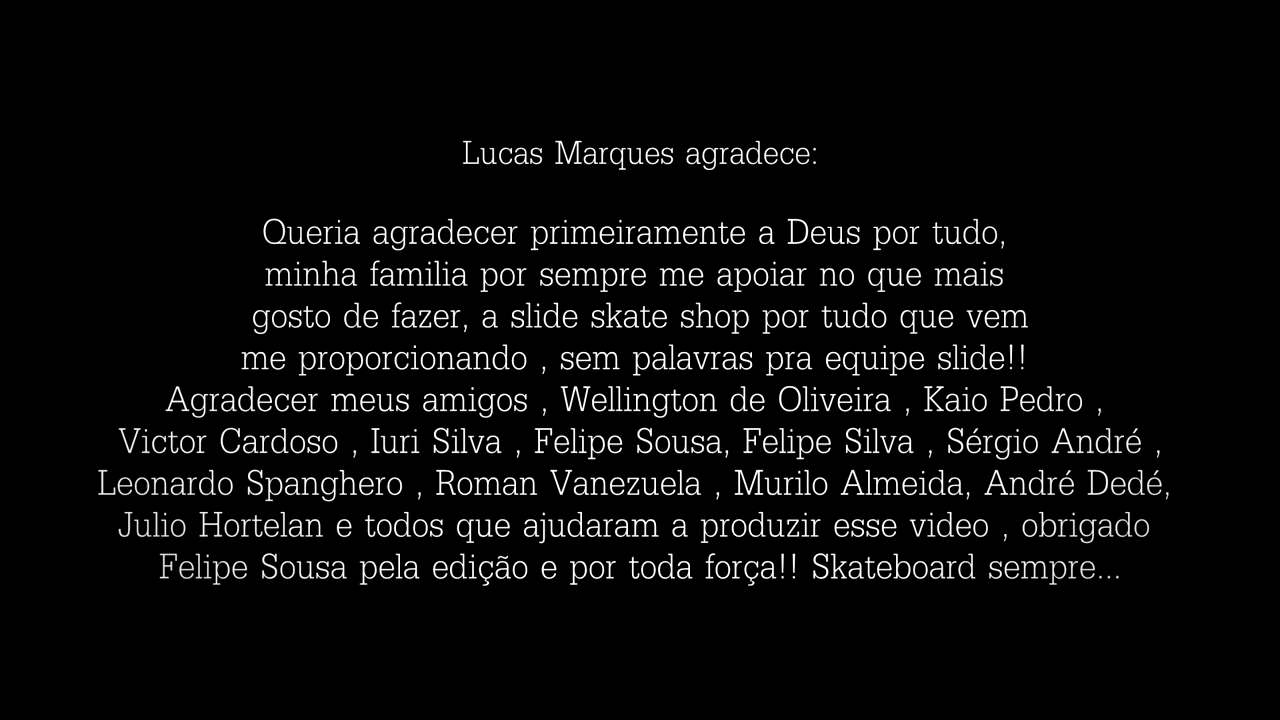 Lucas Marques agradece:
Queria agradecer primeiramente a Deus por tudo,
minha familia por sempre me apoiar no que mais
gosto de fazer, a slide skate shop por tudo que vem
me proporcionando , sem palavras pra equipe slide!!
Agradecer meus amigos , Wellington de Oliveira , Kaio Pedro ,
Victor Cardoso , Iuri Silva , Felipe Sousa, Felipe Silva , Sérgio André ,
Leonardo Spanghero , Roman Vanezuela , Murilo Almeida, André Dedé,
Julio Hortelan e todos que ajudaram a produzir esse video , obrigado
Felipe Sousa pela edição e por toda força!! Skateboard sempre...